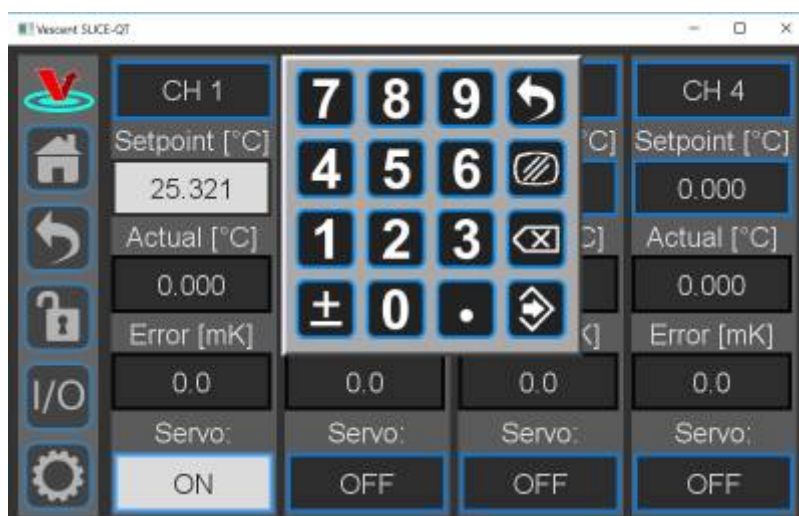 Vescent SLICE-QT
CH 1
CH 4
Setpoint [°C]
°C]
Setpoint [°C]
25.321
0.000
Actual [°C]
C]
Actual [°C]
0.000
0.000
Error [mK]
K]
Error [mK]
0.0
0.0
0.0
0.0
Servo:
Servo:
Servo:
Servo:
ON
OFF
OFF
OFF
I/O
7 8 9
4 5 6
1 2 3
± 0 .